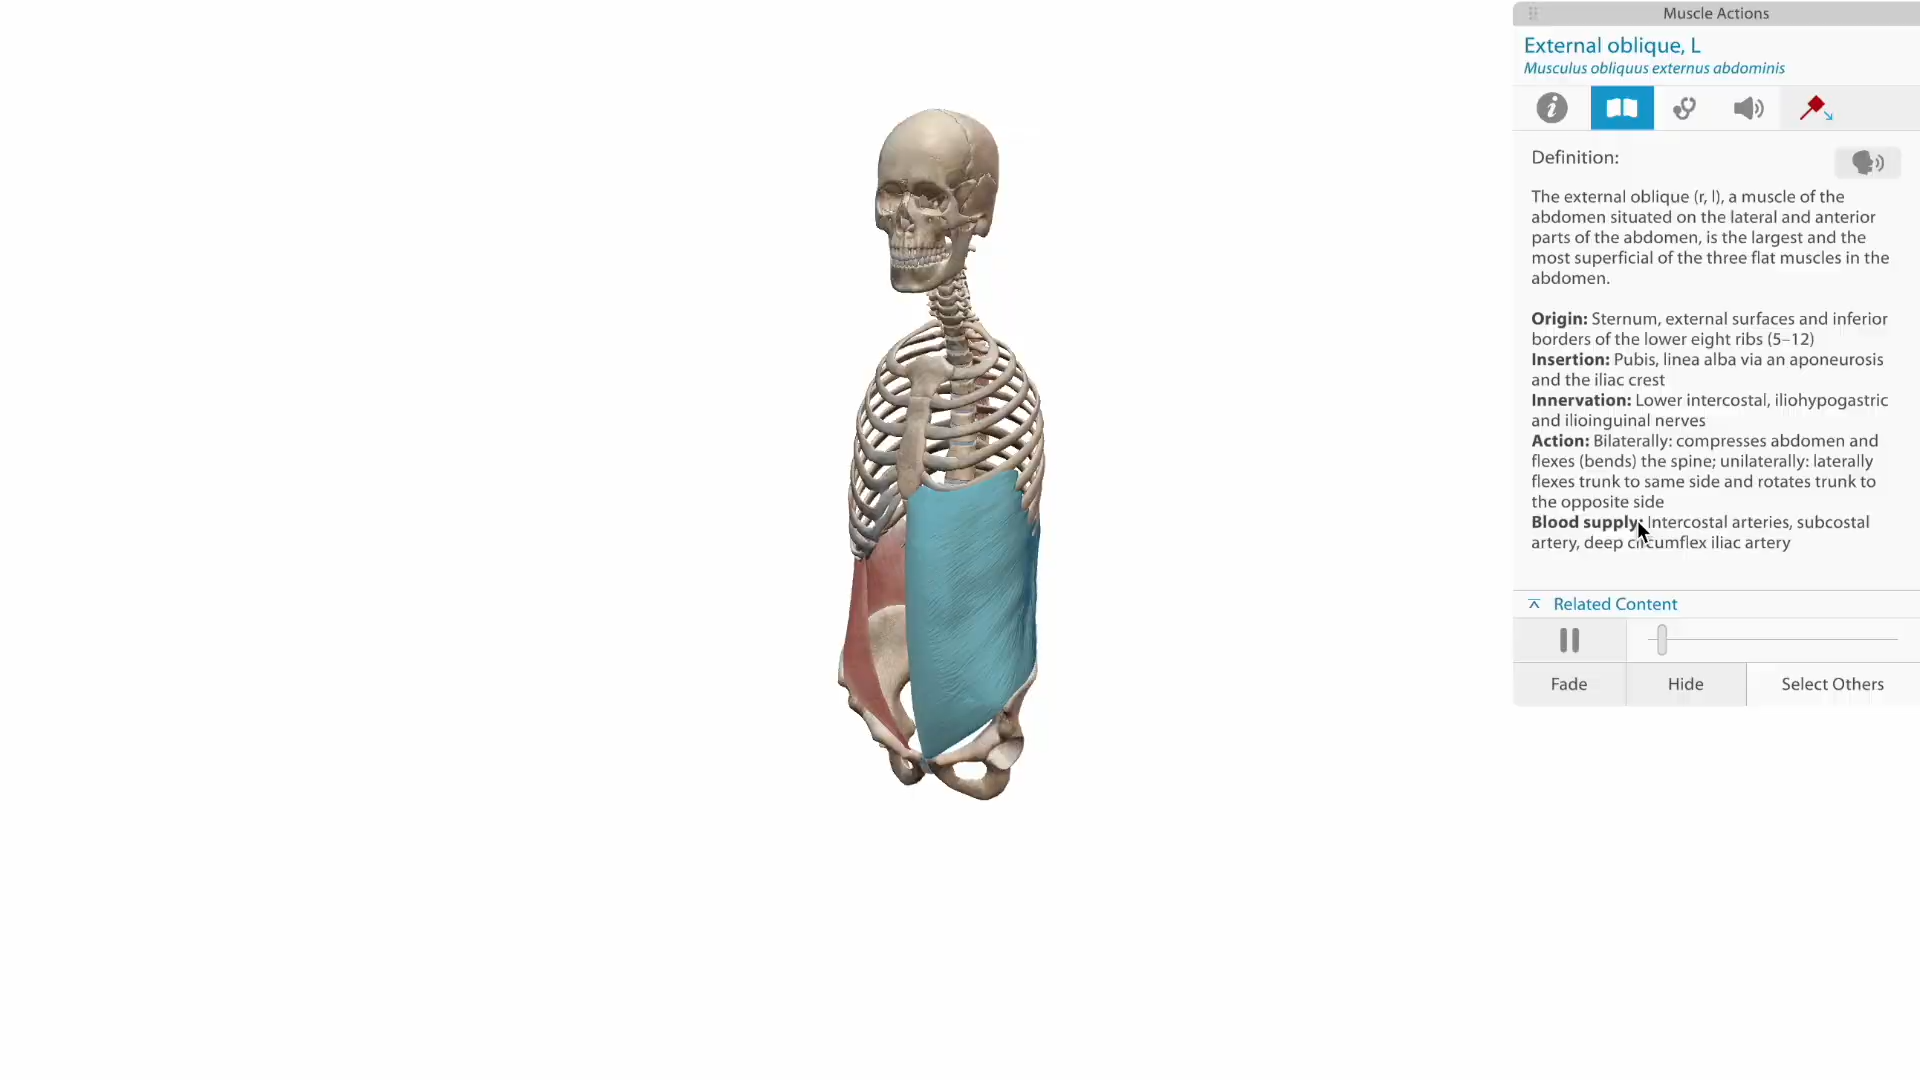 Muscle Actions
External oblique, L
Musculus obliquus externus abdominis
Definition:
The external oblique (r, l), a muscle of the
abdomen situated on the lateral and anterior
parts of the abdomen, is the largest and the
most superficial of the three flat muscles in the
abdomen.
Origin: Sternum, external surfaces and inferior
borders of the lower eight ribs (5–12)
Insertion: Pubis, linea alba via an aponeurosis
and the iliac crest
Innervation: Lower intercostal, iliohypogastric
and ilioinguinal nerves
Action: Bilaterally: compresses abdomen and
flexes (bends) the spine; unilaterally: laterally
flexes trunk to same side and rotates trunk to
the opposite side
Blood supply: Intercostal arteries, subcostal
artery, deep circumflex iliac artery
Related Content
Fade
Hide
Select Others